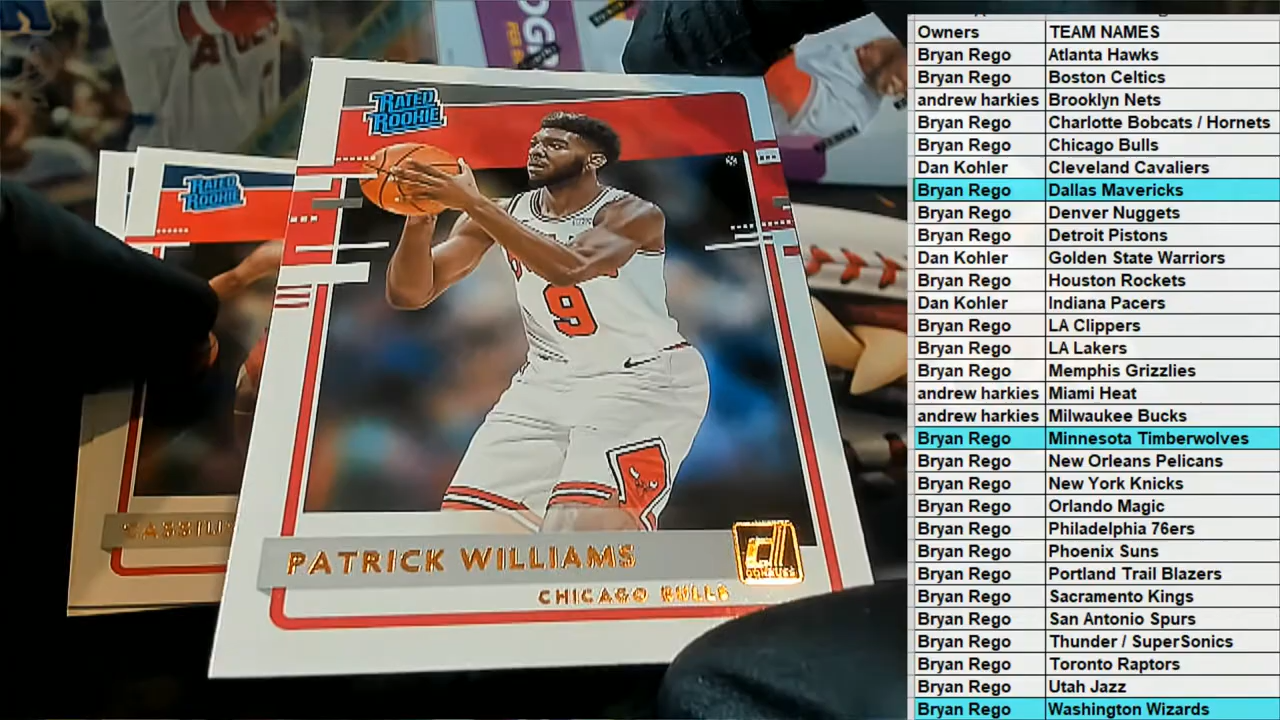 RATED
ROOKIE
RATED
ROOKIE
9
CASSIU
PATRICK WILLIAMS
DONRUSS
CHICAGO BULLS
Owners TEAM NAMES
Bryan Rego Atlanta Hawks
Bryan Rego Boston Celtics
andrew harkies Brooklyn Nets
Bryan Rego Charlotte Bobcats / Hornets
Bryan Rego Chicago Bulls
Dan Kohler Cleveland Cavaliers
Bryan Rego Dallas Mavericks
Bryan Rego Denver Nuggets
Bryan Rego Detroit Pistons
Dan Kohler Golden State Warriors
Bryan Rego Houston Rockets
Dan Kohler Indiana Pacers
Bryan Rego LA Clippers
Bryan Rego LA Lakers
Bryan Rego Memphis Grizzlies
andrew harkies Miami Heat
andrew harkies Milwaukee Bucks
Bryan Rego Minnesota Timberwolves
Bryan Rego New Orleans Pelicans
Bryan Rego New York Knicks
Bryan Rego Orlando Magic
Bryan Rego Philadelphia 76ers
Bryan Rego Phoenix Suns
Bryan Rego Portland Trail Blazers
Bryan Rego Sacramento Kings
Bryan Rego San Antonio Spurs
Bryan Rego Thunder / SuperSonics
Bryan Rego Toronto Raptors
Bryan Rego Utah Jazz
Bryan Rego Washington Wizards